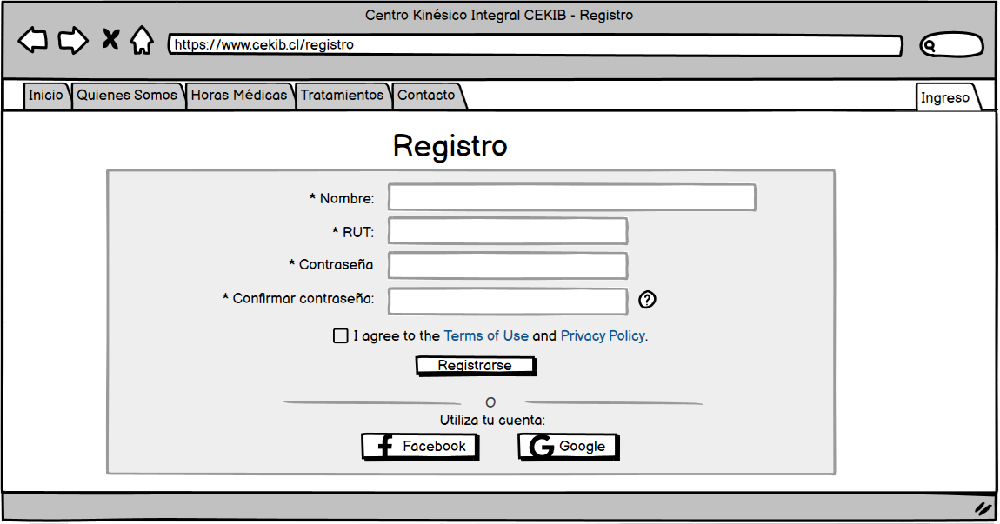 Centro Kinésico Integral CEKIB - Registro
https://www.cekib.cl/registro
Inicio Quienes Somos Horas Médicas Tratamientos Contacto Ingreso
Registro
* Nombre:
* RUT:
* Contraseña
* Confirmar contraseña: ?
I agree to the Terms of Use and Privacy Policy.
Registrarse
O
Utiliza tu cuenta:
f Facebook G Google